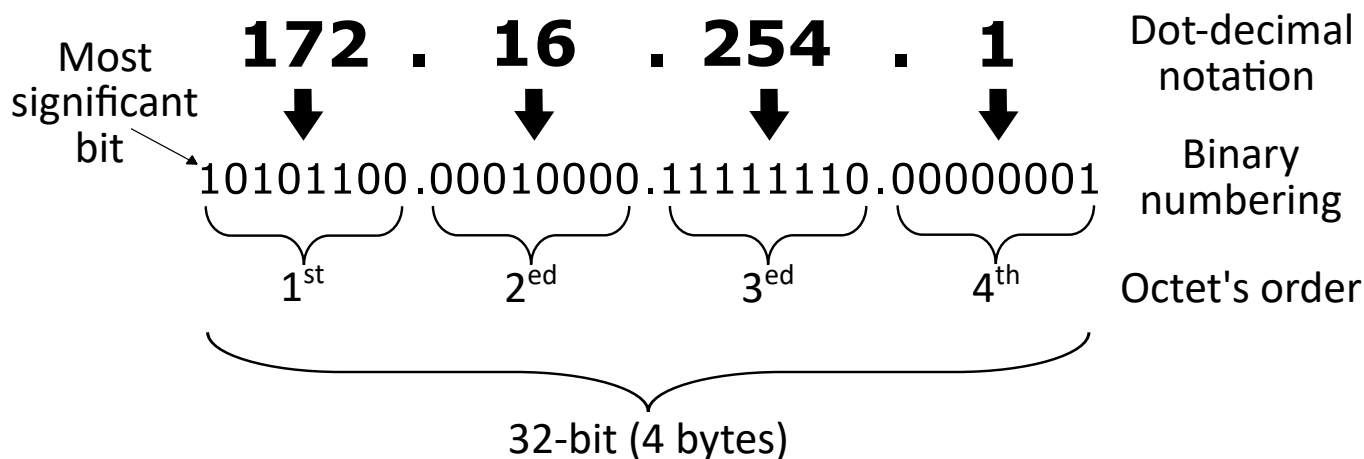 172 . 16 . 254 . 1
Dot-decimal
notation
Most
significant
bit
10101100.00010000.11111110.00000001
Binary
numbering
1st 2ed 3ed 4th
Octet's order
32-bit (4 bytes)